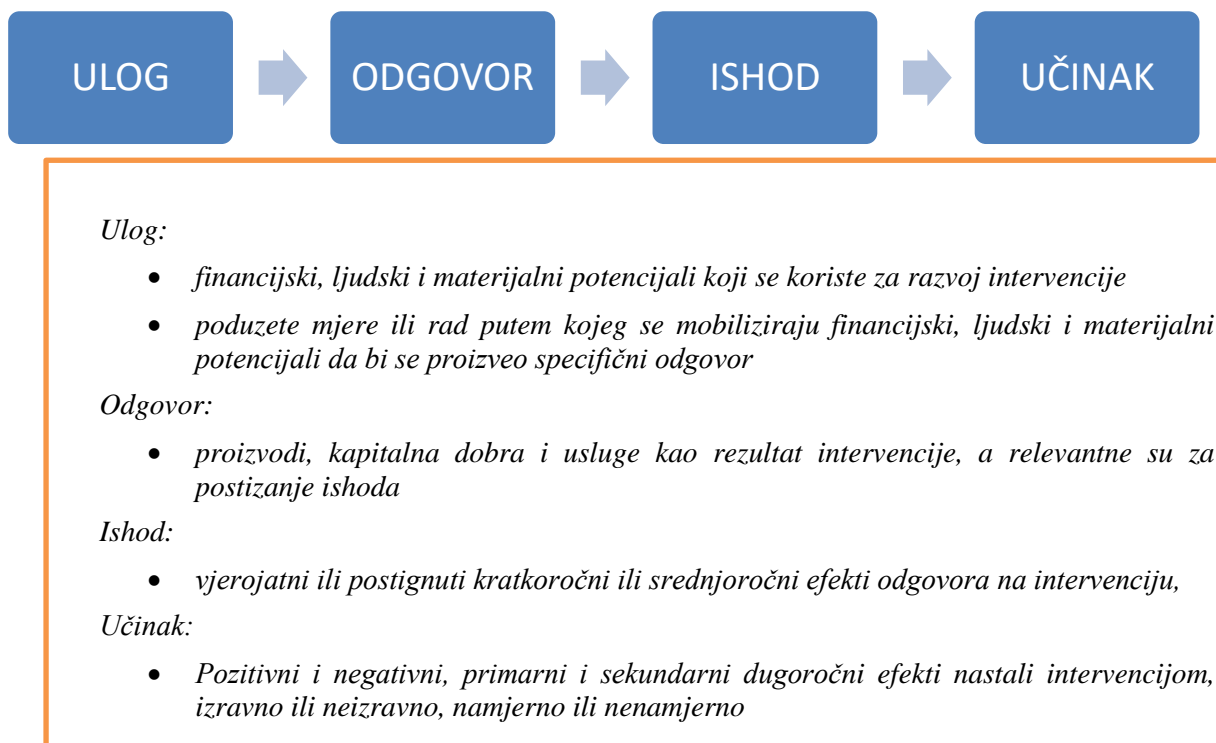 ULOG ODGOVOR ISHOD UČINAK
Ulog:
• financijski, ljudski i materijalni potencijali koji se koriste za razvoj intervencije
• poduzete mjere ili rad putem kojeg se mobiliziraju financijski, ljudski i materijalni
potencijali da bi se proizveo specifični odgovor
Odgovor:
• proizvodi, kapitalna dobra i usluge kao rezultat intervencije, a relevantne su za
postizanje ishoda
Ishod:
• vjerojatni ili postignuti kratkoročni ili srednjoročni efekti odgovora na intervenciju,
Učinak:
• Pozitivni i negativni, primarni i sekundarni dugoročni efekti nastali intervencijom,
izravno ili neizravno, namjerno ili nenamjerno